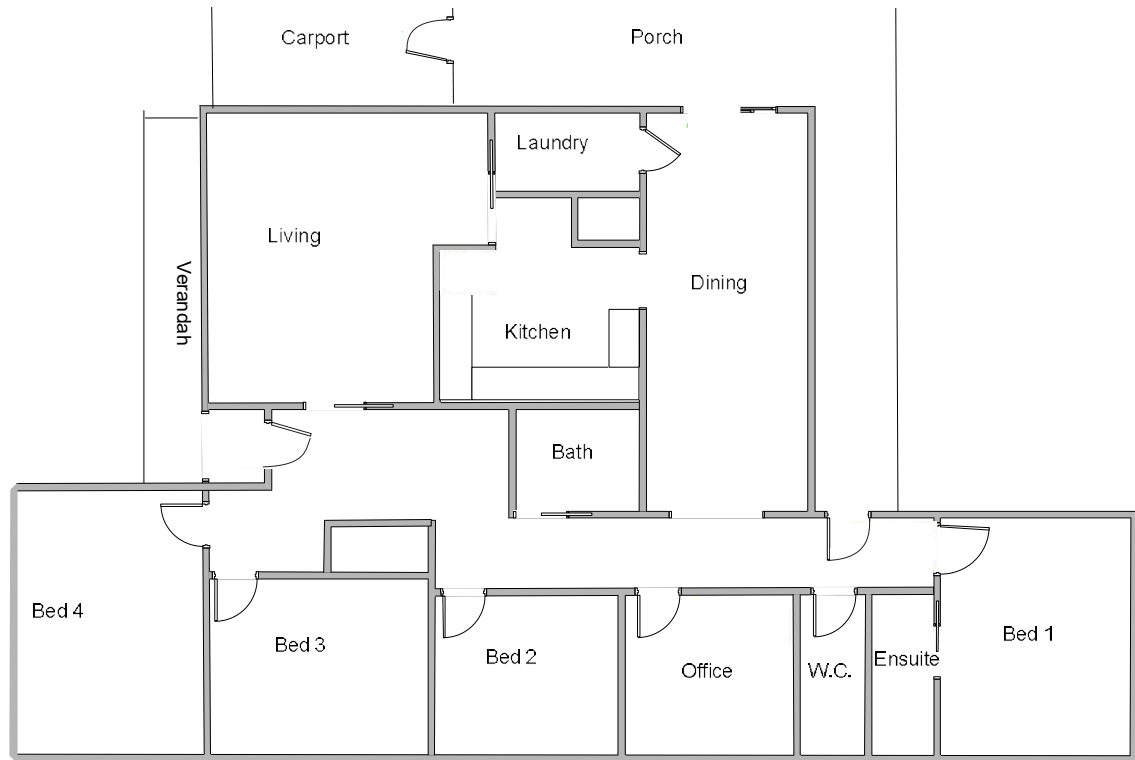 Carport
Porch
Laundry
Living
Verandah
Dining
Kitchen
Bath
Bed 4
Bed 3
Bed 2
Office
W.C.
Ensuite
Bed 1